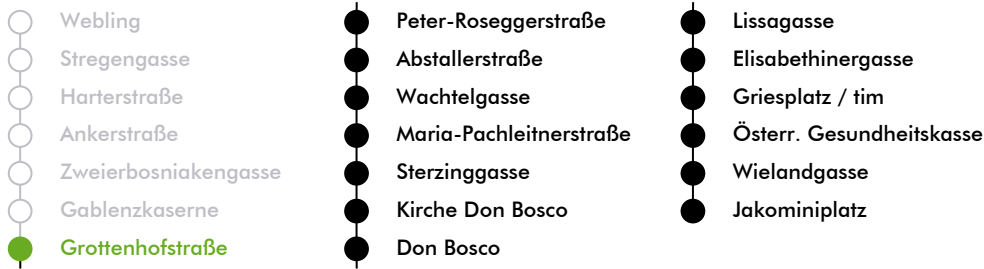 Webling
Stregengasse
Harterstraße
Ankerstraße
Zweierbosniakengasse
Gablenzkaserne
Grottenhofstraße
Peter-Roseggerstraße
Abstallerstraße
Wachtelgasse
Maria-Pachleitnerstraße
Sterzinggasse
Kirche Don Bosco
Don Bosco
Lissagasse
Elisabethinergasse
Griesplatz / tim
Österr. Gesundheitskasse
Wielandgasse
Jakominiplatz